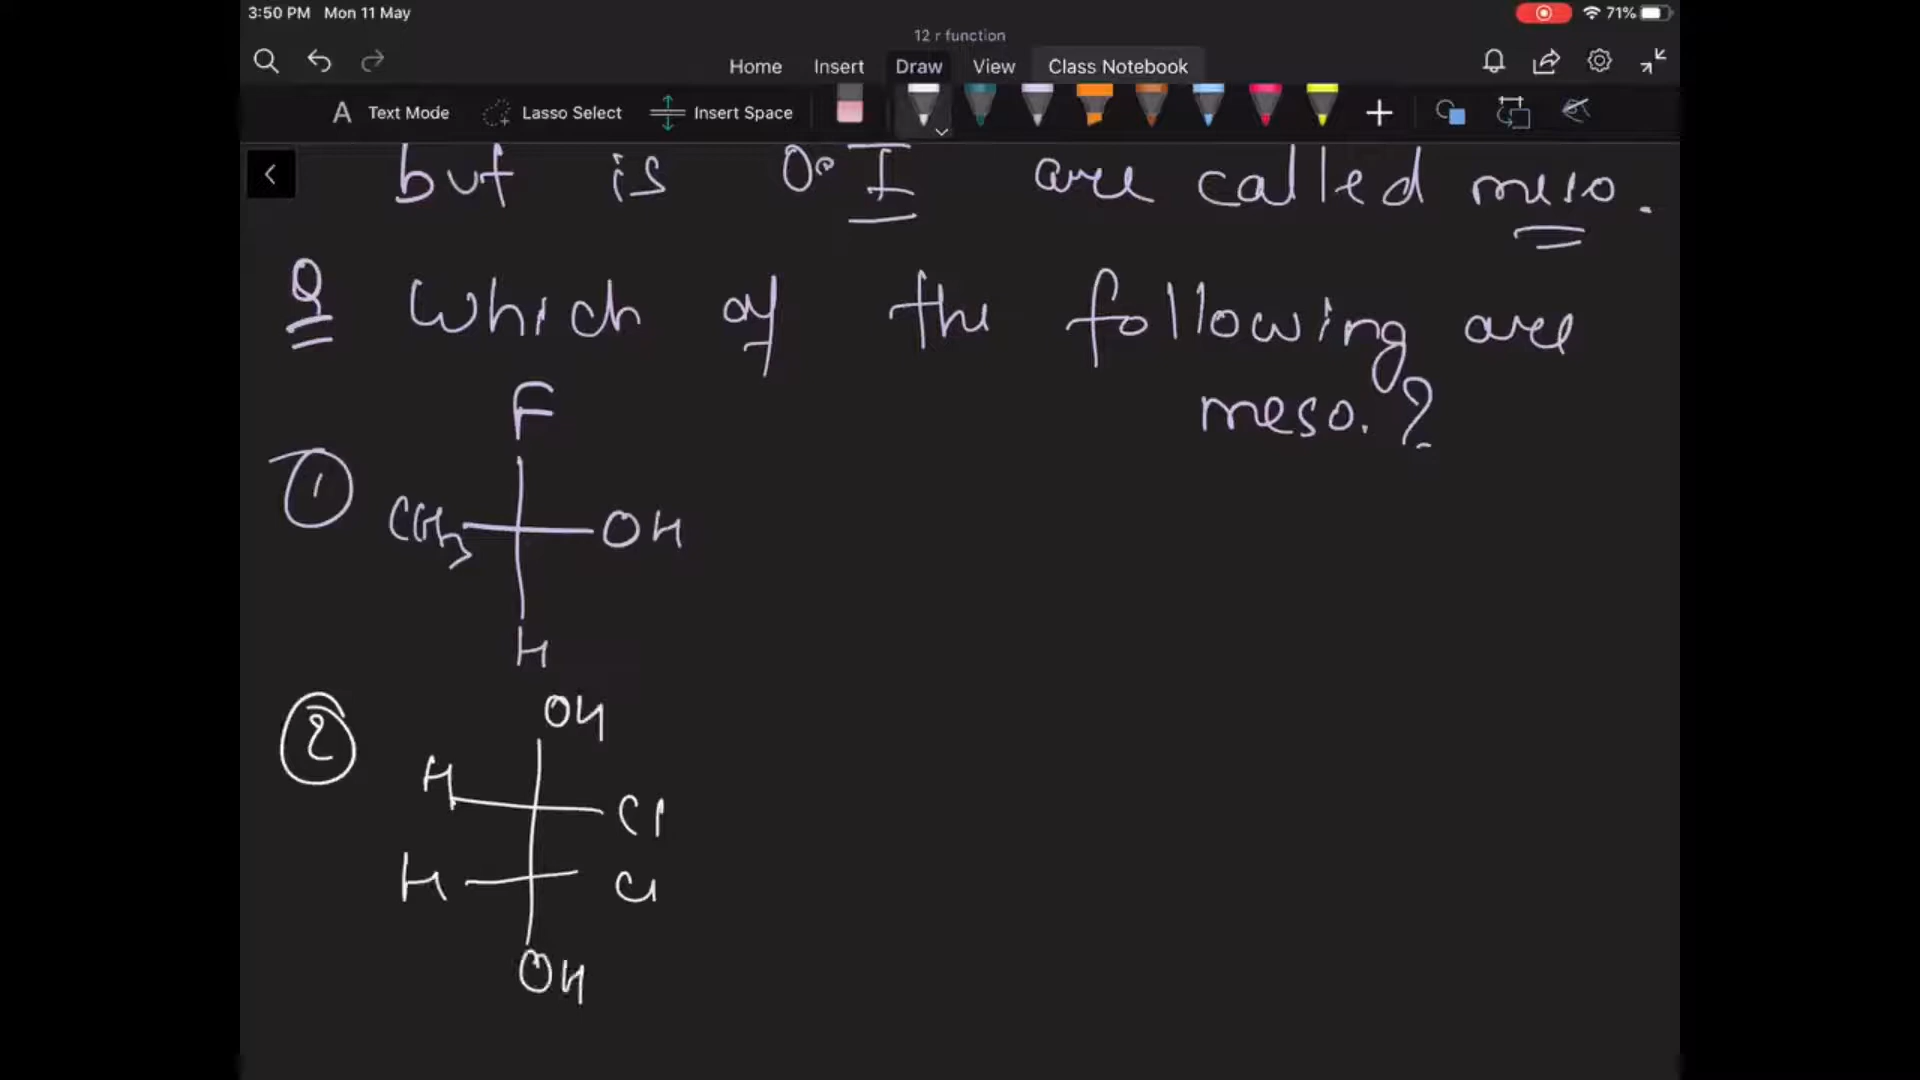 3:50 PM Mon 11 May 71%
12 r function
Home Insert Draw View Class Notebook
A Text Mode Lasso Select Insert Space
but is O.I are called meso.
Q Which of the following are
meso.?
F
① CH3 OH
H
② OH
H Cl
H Cl
OH